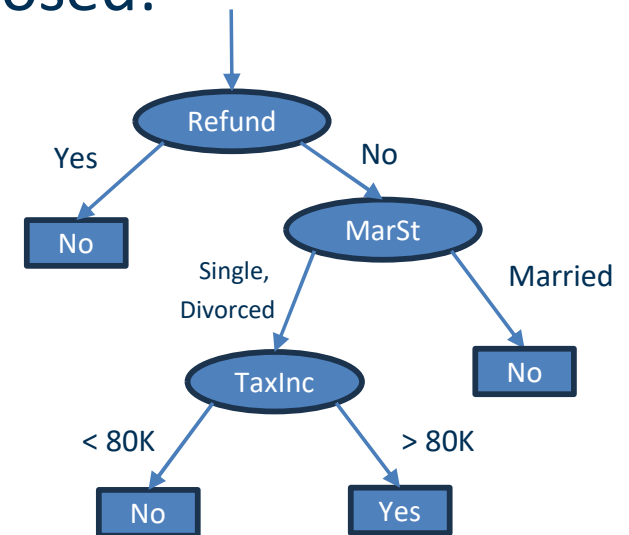 osed:
Refund
Yes
No
No
MarSt
Single,
Divorced
Married
TaxInc
No
< 80K
> 80K
No
Yes